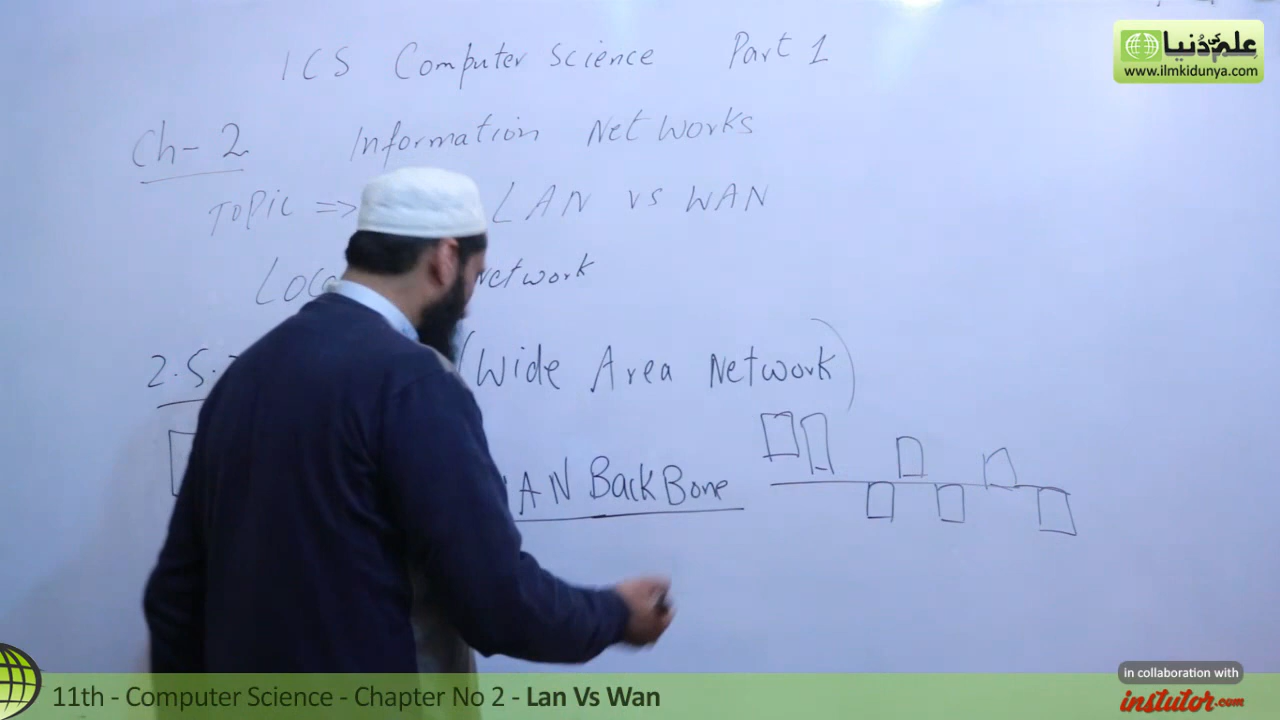 ICS Computer Science Part 1
Ch-2 Information Networks
Topic => LAN vs WAN
Network
2.5. (Wide Area Network)
AN BackBone
علم کی دُنیا
www.ilmkidunya.com
in collaboration with
instutor.com
11th - Computer Science - Chapter No 2 - Lan Vs Wan